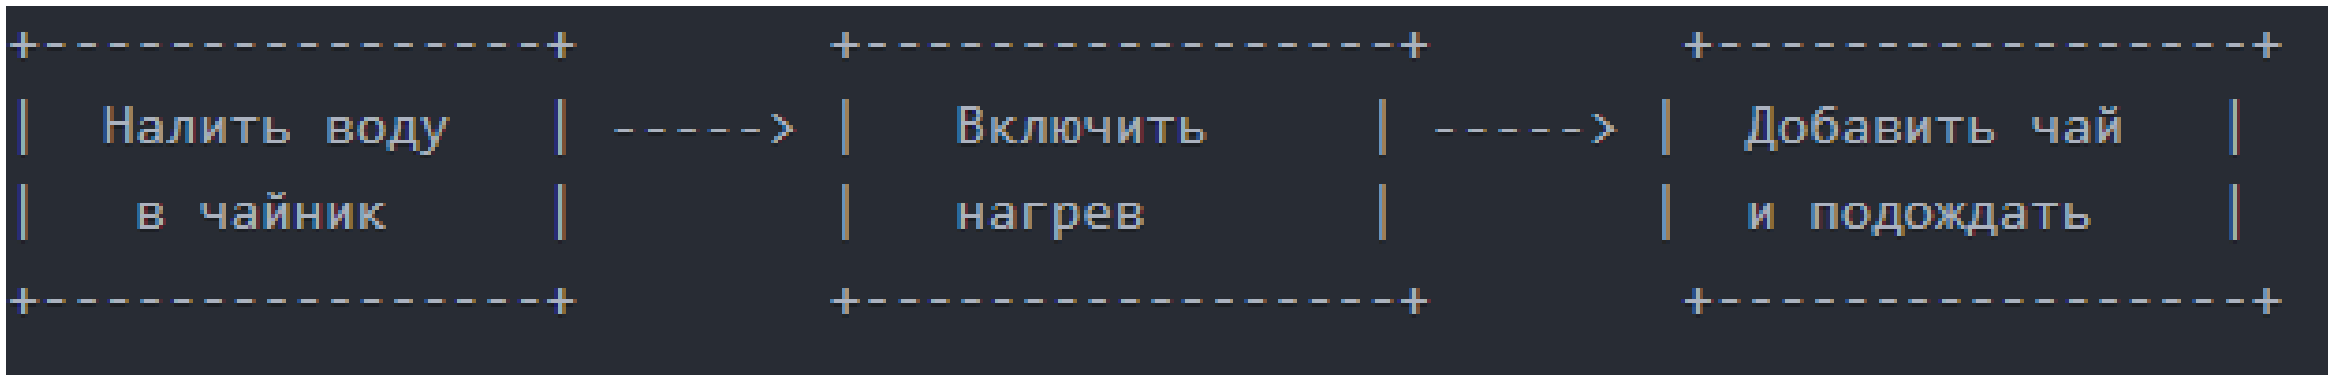 +----------------+        +-----------------+        +-----------------+
|  Налить воду   | -----> |   Включить     | -----> |  Добавить чай   |
|   в чайник     |        |   нагрев       |        |  и подождать    |
+----------------+        +-----------------+        +-----------------+